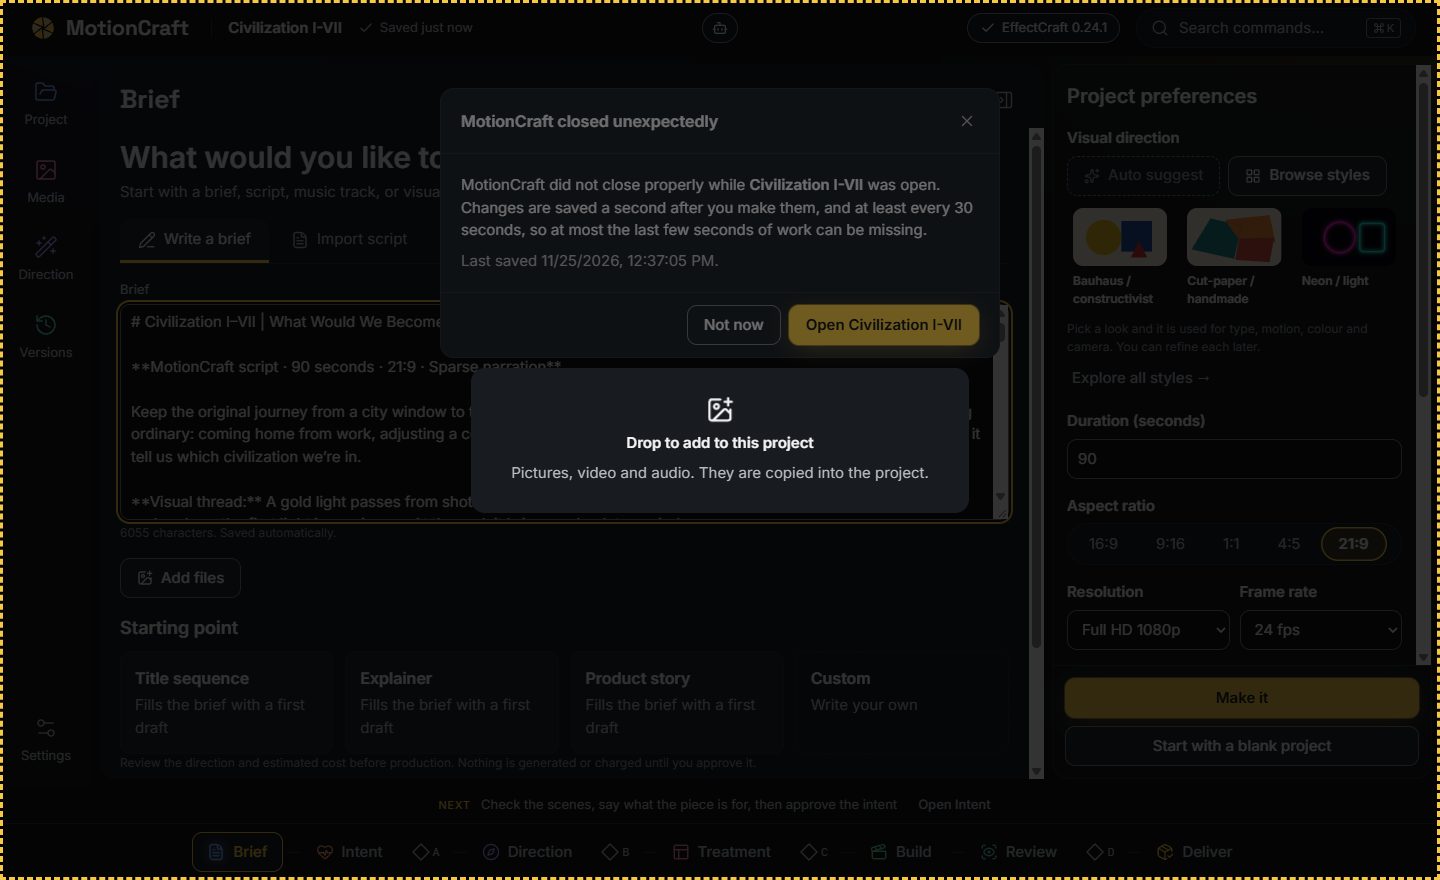 MotionCraft
Civilization I-VII
Saved just now
EffectCraft 0.24.1
Search commands...
⌘K
Project
Media
Direction
Versions
Settings
Brief
What would you like to
Start with a brief, script, music track, or visua
Write a brief
Import script
Brief
# Civilization I–VII | What Would We Become
**MotionCraft script · 90 seconds · 21:9 · Sparse narration**
Keep the original journey from a city window to
ordinary: coming home from work, adjusting a c
it
tell us which civilization we’re in.
**Visual thread:** A gold light passes from shot
6055 characters. Saved automatically.
Add files
Starting point
Title sequence
Fills the brief with a first
draft
Explainer
Fills the brief with a first
draft
Product story
Fills the brief with a first
draft
Custom
Write your own
Review the direction and estimated cost before production. Nothing is generated or charged until you approve it.
MotionCraft closed unexpectedly
MotionCraft did not close properly while Civilization I-VII was open.
Changes are saved a second after you make them, and at least every 30
seconds, so at most the last few seconds of work can be missing.
Last saved 11/25/2026, 12:37:05 PM.
Not now
Open Civilization I-VII
Drop to add to this project
Pictures, video and audio. They are copied into the project.
Project preferences
Visual direction
Auto suggest
Browse styles
Bauhaus /
constructivist
Cut-paper /
handmade
Neon / light
Pick a look and it is used for type, motion, colour and
camera. You can refine each later.
Explore all styles →
Duration (seconds)
90
Aspect ratio
16:9
9:16
1:1
4:5
21:9
Resolution
Frame rate
Full HD 1080p
24 fps
Make it
Start with a blank project
NEXT Check the scenes, say what the piece is for, then approve the intent Open Intent
Brief
Intent
A
Direction
B
Treatment
C
Build
Review
D
Deliver